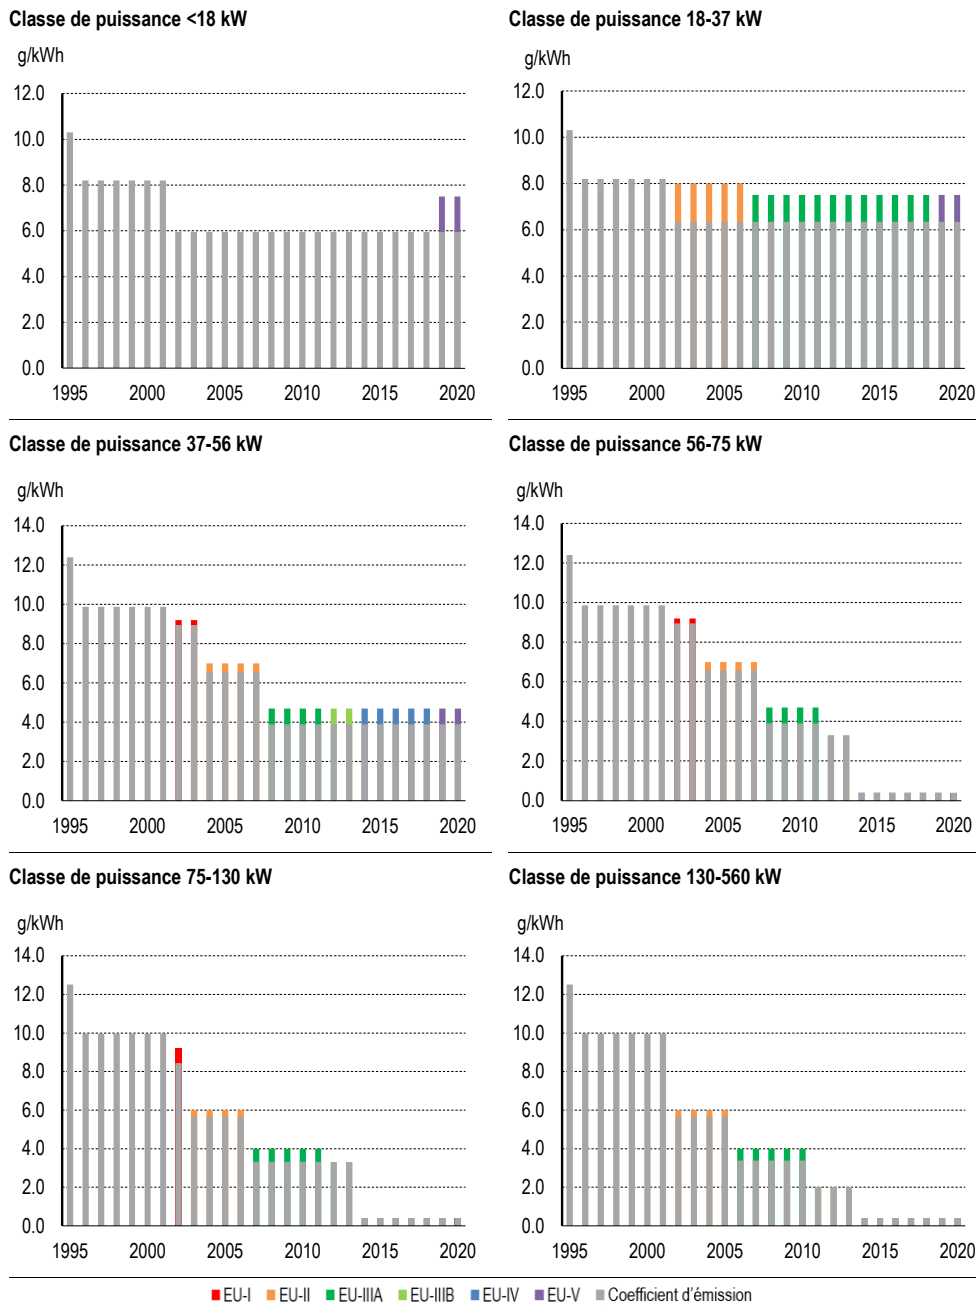 Classe de puissance <18 kW
Classe de puissance 18-37 kW
g/kWh
g/kWh
12.0
10.0
8.0
6.0
4.0
2.0
0.0
1995 2000 2005 2010 2015 2020
12.0
10.0
8.0
6.0
4.0
2.0
0.0
1995 2000 2005 2010 2015 2020
Classe de puissance 37-56 kW
Classe de puissance 56-75 kW
g/kWh
g/kWh
14.0
12.0
10.0
8.0
6.0
4.0
2.0
0.0
1995 2000 2005 2010 2015 2020
14.0
12.0
10.0
8.0
6.0
4.0
2.0
0.0
1995 2000 2005 2010 2015 2020
Classe de puissance 75-130 kW
Classe de puissance 130-560 kW
g/kWh
g/kWh
14.0
12.0
10.0
8.0
6.0
4.0
2.0
0.0
1995 2000 2005 2010 2015 2020
14.0
12.0
10.0
8.0
6.0
4.0
2.0
0.0
1995 2000 2005 2010 2015 2020
EU-I EU-II EU-IIIA EU-IIIB EU-IV EU-V Coefficient d'émission